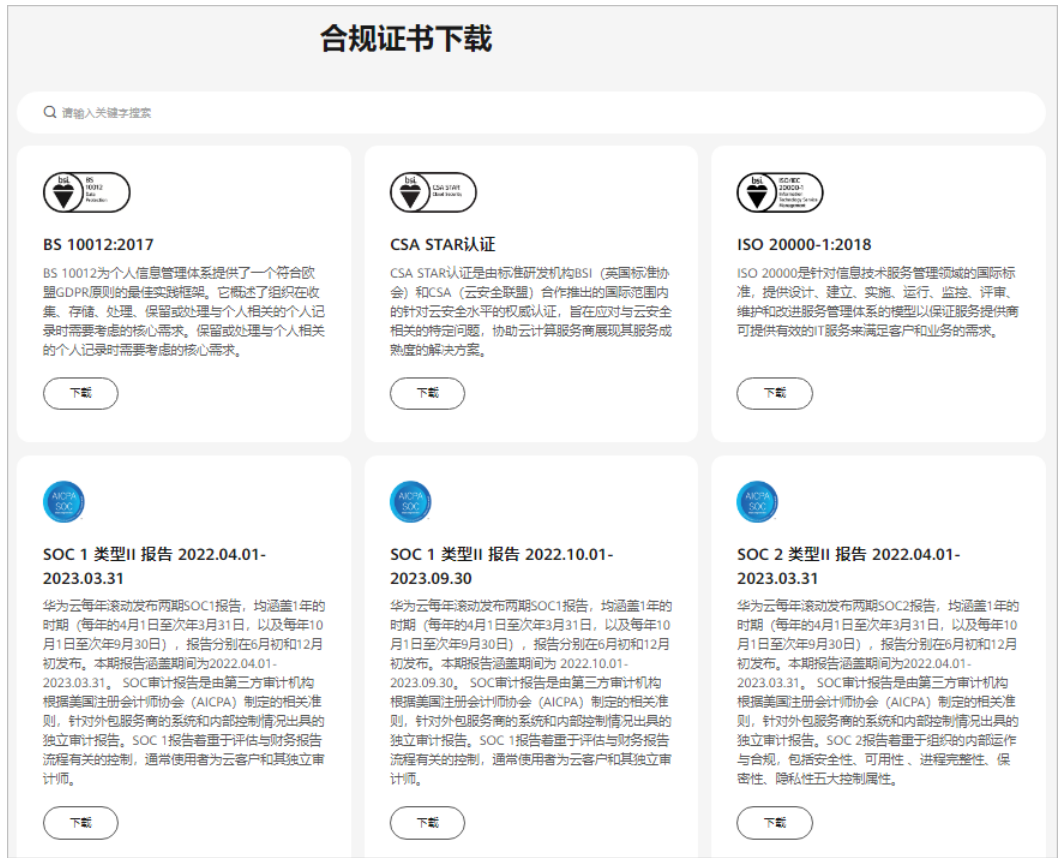 合规证书下载
请输入关键字搜索
bsi.
BS
10012
Data
Protection
BS 10012:2017
BS 10012为个人信息管理体系提供了一个符合欧
盟GDPR原则的最佳实践框架。它概述了组织在收
集、存储、处理、保留或处理与个人相关的个人记
录时需要考虑的核心需求。保留或处理与个人相关
的个人记录时需要考虑的核心需求。
下载
bsi.
CSA STAR
Cloud Security
CSA STAR认证
CSA STAR认证是由标准研发机构BSI（英国标准协
会）和CSA（云安全联盟）合作推出的国际范围内
的针对云安全水平的权威认证，旨在应对与云安全
相关的特定问题，协助云计算服务商展现其服务成
熟度的解决方案。
下载
bsi.
ISO/IEC
20000-1
Information
Technology Service
Management
ISO 20000-1:2018
ISO 20000是针对信息技术服务管理领域的国际标
准，提供设计、建立、实施、运行、监控、评审、
维护和改进服务管理体系的模型以保证服务提供商
可提供有效的IT服务来满足客户和业务的需求。
下载
AICPA
SOC
SOC 1 类型II 报告 2022.04.01-
2023.03.31
华为云每年滚动发布两期SOC1报告，均涵盖1年的
时期（每年的4月1日至次年3月31日，以及每年10
月1日至次年9月30日），报告分别在6月初和12月
初发布。本期报告涵盖期间为2022.04.01-
2023.03.31。 SOC审计报告是由第三方审计机构
根据美国注册会计师协会（AICPA）制定的相关准
则，针对外包服务商的系统和内部控制情况出具的
独立审计报告。SOC 1报告着重于评估与财务报告
流程有关的控制，通常使用者为云客户和其独立审
计师。
下载
AICPA
SOC
SOC 1 类型II 报告 2022.10.01-
2023.09.30
华为云每年滚动发布两期SOC1报告，均涵盖1年的
时期（每年的4月1日至次年3月31日，以及每年10
月1日至次年9月30日），报告分别在6月初和12月
初发布。本期报告涵盖期间为 2022.10.01-
2023.09.30。 SOC审计报告是由第三方审计机构
根据美国注册会计师协会（AICPA）制定的相关准
则，针对外包服务商的系统和内部控制情况出具的
独立审计报告。SOC 1报告着重于评估与财务报告
流程有关的控制，通常使用者为云客户和其独立审
计师。
下载
AICPA
SOC
SOC 2 类型II 报告 2022.04.01-
2023.03.31
华为云每年滚动发布两期SOC2报告，均涵盖1年的
时期（每年的4月1日至次年3月31日，以及每年10
月1日至次年9月30日），报告分别在6月初和12月
初发布。本期报告涵盖期间为2022.04.01-
2023.03.31。 SOC审计报告是由第三方审计机构
根据美国注册会计师协会（AICPA）制定的相关准
则，针对外包服务商的系统和内部控制情况出具的
独立审计报告。SOC 2报告着重于组织的内部运作
与合规，包括安全性、可用性 、进程完整性、保
密性、隐私性五大控制属性。
下载